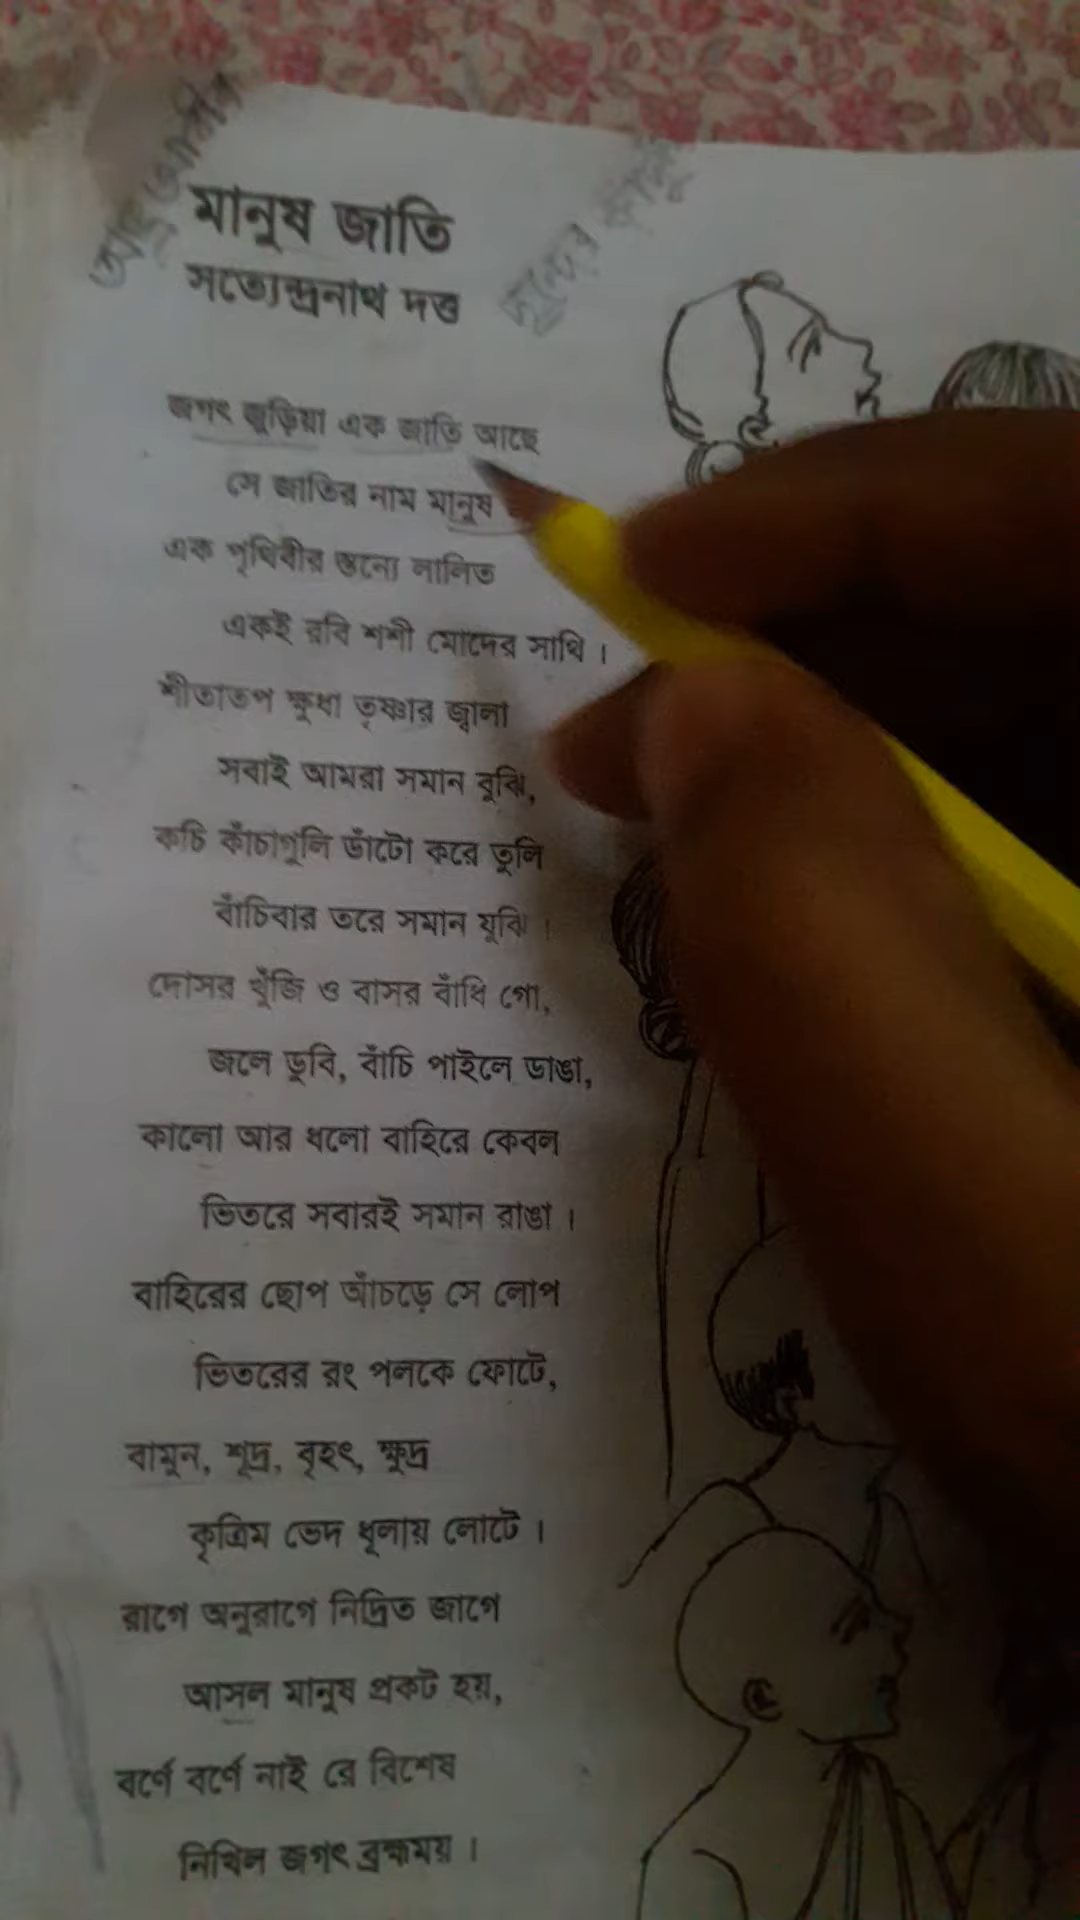 মানুষ জাতি
সত্যেন্দ্রনাথ দত্ত
জগৎ জুড়িয়া এক জাতি আছে
সে জাতির নাম মানুষ
এক পৃথিবীর স্তন্যে লালিত
একই রবি শশী মোদের সাথি ।
শীতাতপ ক্ষুধা তৃষ্ণার জ্বালা
সবাই আমরা সমান বুঝি,
কচি কাঁচাগুলি ডাঁটো করে তুলি
বাঁচিবার তরে সমান যুঝি ।
দোসর খুঁজি ও বাসর বাঁধি গো,
জলে ডুবি, বাঁচি পাইলে ডাঙা,
কালো আর ধলো বাহিরে কেবল
ভিতরে সবারই সমান রাঙা ।
বাহিরের ছোপ আঁচড়ে সে লোপ
ভিতরের রং পলকে ফোটে,
বামুন, শূদ্র, বৃহৎ, ক্ষুদ্র
কৃত্রিম ভেদ ধূলায় লোটে ।
রাগে অনুরাগে নিদ্রিত জাগে
আসল মানুষ প্রকট হয়,
বর্ণে বর্ণে নাই রে বিশেষ
নিখিল জগৎ ব্রহ্মময় ।